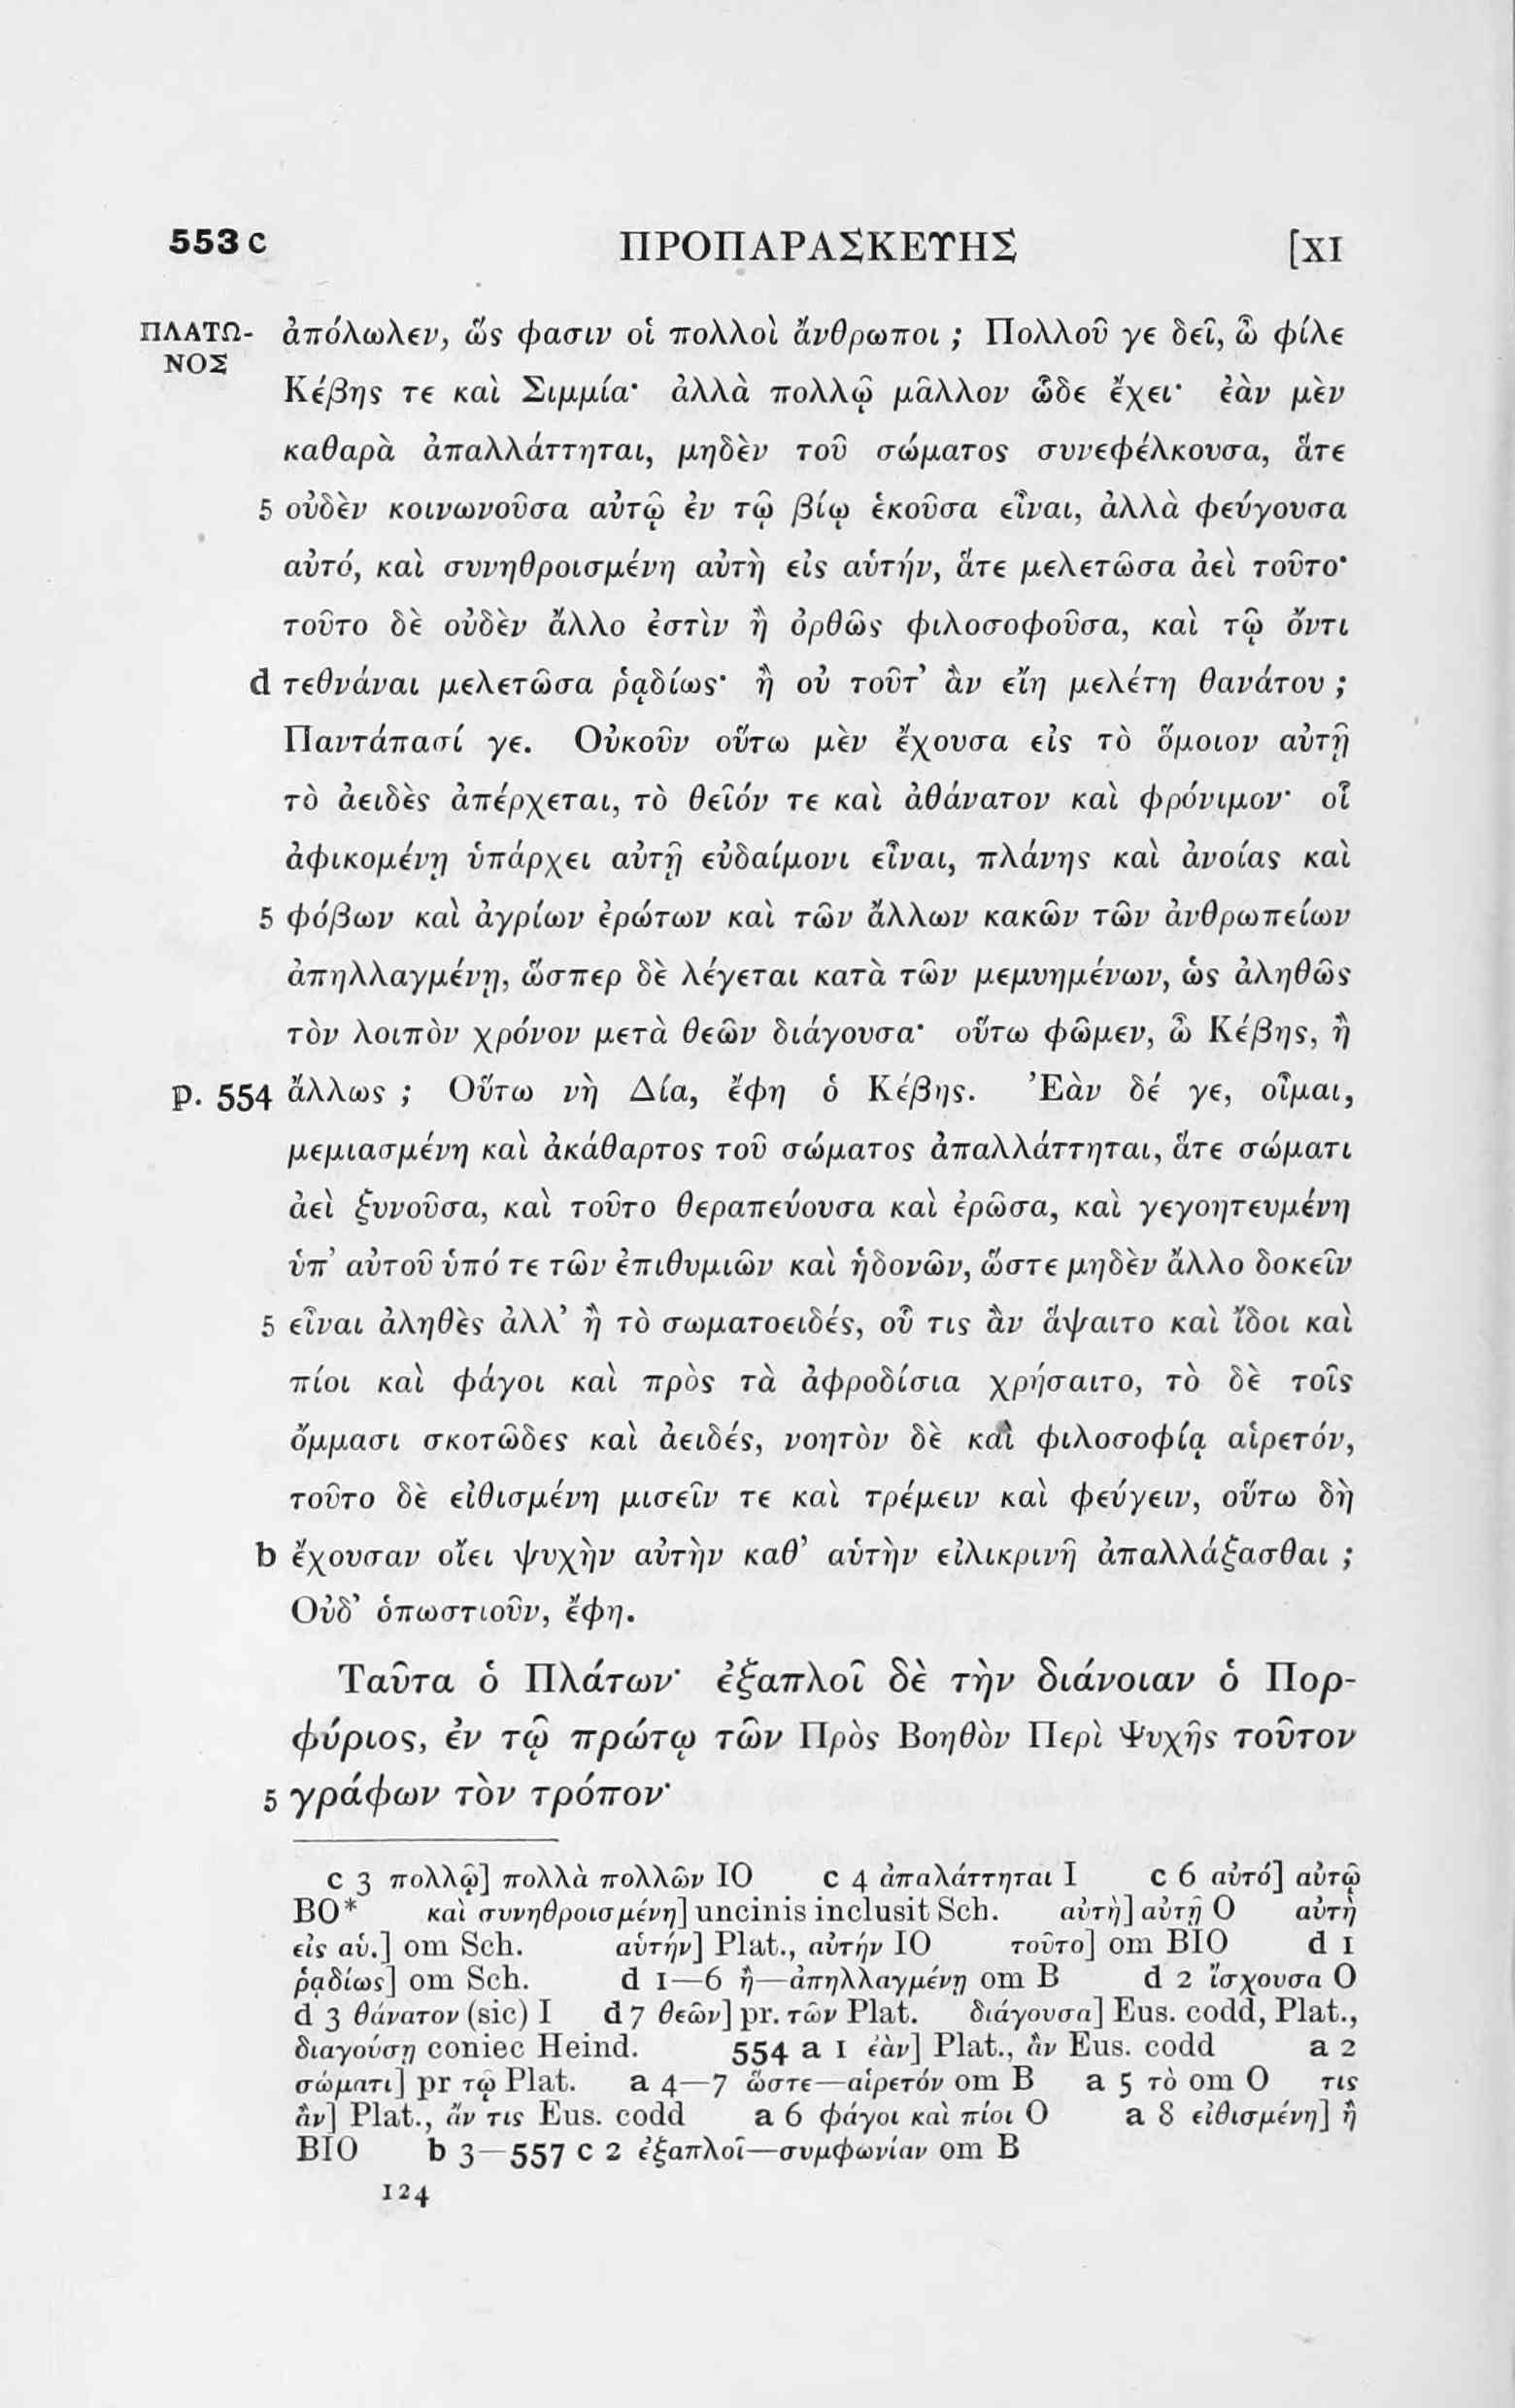 553 c ΠΡΟΠΑΡΑΣΚΕΥΗΣ [XI
ΠΛΑΤΩ- ἀπόλωλεν, ὥς φασιν οἱ πολλοὶ ἄνθρωποι ; Πολλοῦ γε δεῖ, ὦ φίλε
ΝΟΣ
Κέβης τε καὶ Σιμμία· ἀλλὰ πολλῷ μᾶλλον ὧδε ἔχει· ἐὰν μὲν
καθαρὰ ἀπαλλάττηται, μηδὲν τοῦ σώματος συνεφέλκουσα, ἅτε
5 οὐδὲν κοινωνοῦσα αὐτῷ ἐν τῷ βίῳ ἑκοῦσα εἶναι, ἀλλὰ φεύγουσα
αὐτό, καὶ συνηθροισμένη αὐτὴ εἰς αὑτήν, ἅτε μελετῶσα ἀεὶ τοῦτο·
τοῦτο δὲ οὐδὲν ἄλλο ἐστὶν ἢ ὀρθῶς φιλοσοφοῦσα, καὶ τῷ ὄντι
d τεθνάναι μελετῶσα ῥᾳδίως· ἢ οὐ τοῦτ’ ἂν εἴη μελέτη θανάτου ;
Παντάπασί γε. Οὐκοῦν οὕτω μὲν ἔχουσα εἰς τὸ ὅμοιον αὐτῇ
τὸ ἀειδὲς ἀπέρχεται, τὸ θεῖόν τε καὶ ἀθάνατον καὶ φρόνιμον· οἷ
ἀφικομένῃ ὑπάρχει αὐτῇ εὐδαίμονι εἶναι, πλάνης καὶ ἀνοίας καὶ
5 φόβων καὶ ἀγρίων ἐρώτων καὶ τῶν ἄλλων κακῶν τῶν ἀνθρωπείων
ἀπηλλαγμένῃ, ὥσπερ δὲ λέγεται κατὰ τῶν μεμυημένων, ὡς ἀληθῶς
τὸν λοιπὸν χρόνον μετὰ θεῶν διάγουσα· οὕτω φῶμεν, ὦ Κέβης, ἢ
p. 554 ἄλλως ; Οὕτω νὴ Δία, ἔφη ὁ Κέβης. Ἐὰν δέ γε, οἶμαι,
μεμιασμένη καὶ ἀκάθαρτος τοῦ σώματος ἀπαλλάττηται, ἅτε σώματι
ἀεὶ ξυνοῦσα, καὶ τοῦτο θεραπεύουσα καὶ ἐρῶσα, καὶ γεγοητευμένη
ὑπ’ αὐτοῦ ὑπό τε τῶν ἐπιθυμιῶν καὶ ἡδονῶν, ὥστε μηδὲν ἄλλο δοκεῖν
5 εἶναι ἀληθὲς ἀλλ’ ἢ τὸ σωματοειδές, οὗ τις ἂν ἅψαιτο καὶ ἴδοι καὶ
πίοι καὶ φάγοι καὶ πρὸς τὰ ἀφροδίσια χρήσαιτο, τὸ δὲ τοῖς
ὄμμασι σκοτῶδες καὶ ἀειδές, νοητὸν δὲ καὶ φιλοσοφίᾳ αἱρετόν,
τοῦτο δὲ εἰθισμένη μισεῖν τε καὶ τρέμειν καὶ φεύγειν, οὕτω δὴ
b ἔχουσαν οἴει ψυχὴν αὐτὴν καθ’ αὑτὴν εἰλικρινῆ ἀπαλλάξασθαι ;
Οὐδ’ ὁπωστιοῦν, ἔφη.
Ταῦτα ὁ Πλάτων· ἐξαπλοῖ δὲ τὴν διάνοιαν ὁ Πορ-
φύριος, ἐν τῷ πρώτῳ τῶν Πρὸς Βοηθὸν Περὶ Ψυχῆς τοῦτον
5 γράφων τὸν τρόπον·
c 3 πολλῷ] πολλὰ πολλῶν IO c 4 ἀπαλάττηται I c 6 αὐτό] αὐτῷ
BO* καὶ συνηθροισμένη] uncinis inclusit Sch. αὐτὴ] αὐτῇ O αὐτὴ
εἰς αὑ.] om Sch. αὑτήν] Plat., αὐτήν IO τοῦτο] om BIO d 1
ῥᾳδίως] om Sch. d 1—6 ἢ—ἀπηλλαγμένῃ om B d 2 ἴσχουσα O
d 3 θάνατον (sic) I d 7 θεῶν] pr. τῶν Plat. διάγουσα] Eus. codd, Plat.,
διαγούσῃ coniec Heind. 554 a 1 ἐὰν] Plat., ἂν Eus. codd a 2
σώματι] pr τῷ Plat. a 4—7 ὥστε—αἱρετόν om B a 5 τὸ om O τις
ἂν] Plat., ἄν τις Eus. codd a 6 φάγοι καὶ πίοι O a 8 εἰθισμένη] ἢ
BIO b 3—557 c 2 ἐξαπλοῖ—συμφωνίαν om B
124